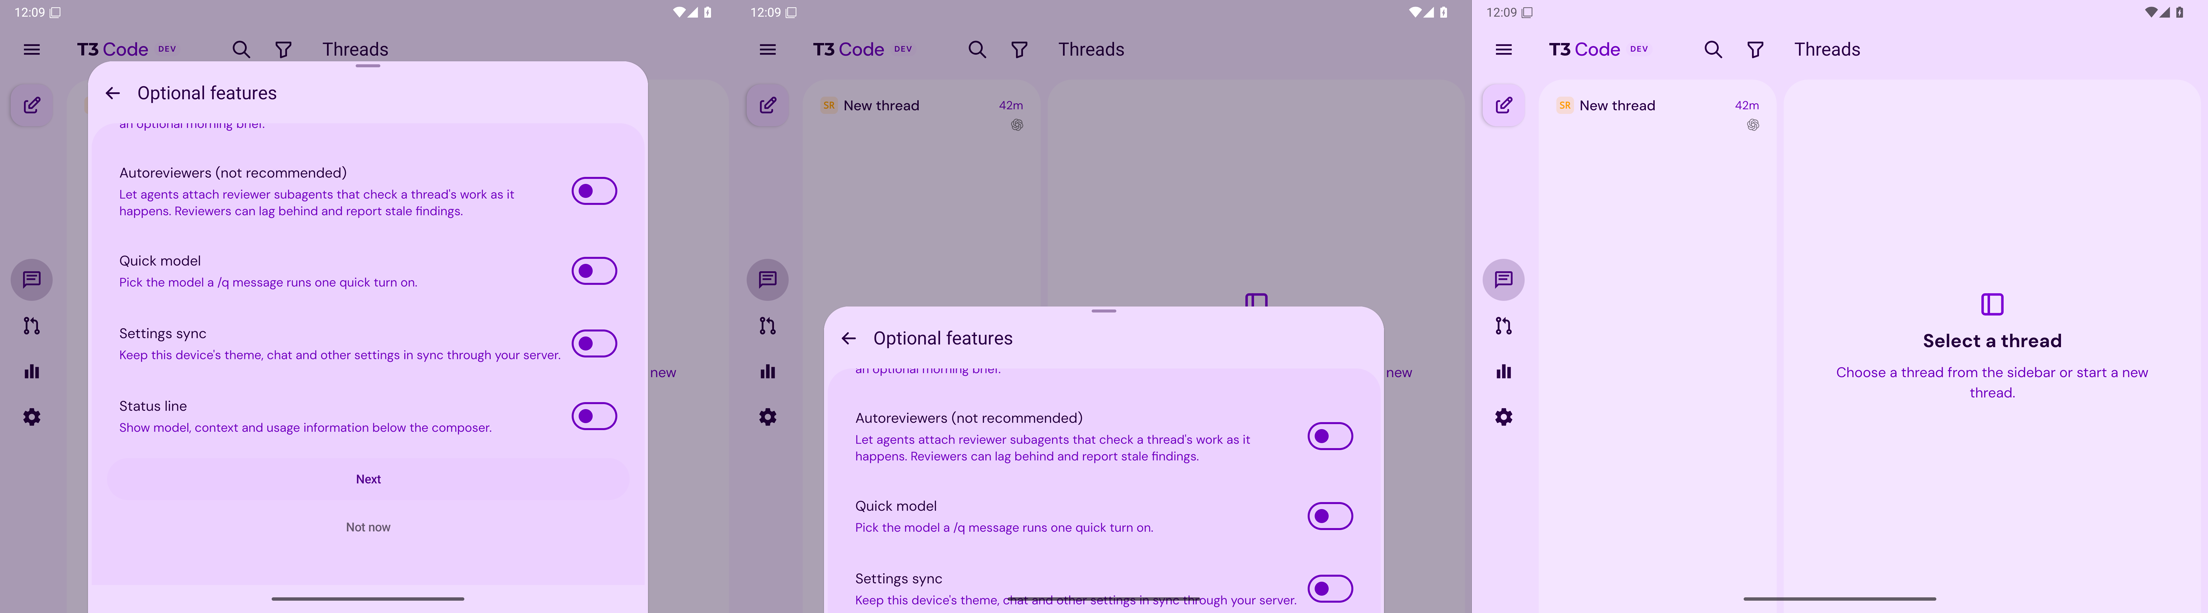 12:09
T3 Code DEV
Threads
Optional features
an optional morning brief.
Autoreviewers (not recommended)
Let agents attach reviewer subagents that check a thread's work as it
happens. Reviewers can lag behind and report stale findings.
Quick model
Pick the model a /q message runs one quick turn on.
Settings sync
Keep this device's theme, chat and other settings in sync through your server.
Status line
Show model, context and usage information below the composer.
Next
Not now
new
12:09
T3 Code DEV
Threads
SR New thread 42m
Optional features
an optional morning brief.
new
Autoreviewers (not recommended)
Let agents attach reviewer subagents that check a thread's work as it
happens. Reviewers can lag behind and report stale findings.
Quick model
Pick the model a /q message runs one quick turn on.
Settings sync
Keep this device's theme, chat and other settings in sync through your server.
12:09
T3 Code DEV
Threads
SR New thread 42m
Select a thread
Choose a thread from the sidebar or start a new
thread.